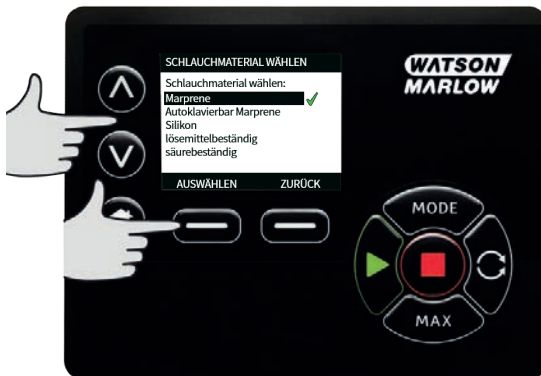 SCHLAUCHMATERIAL WÄHLEN
Schlauchmaterial wählen:
Marprene
Autoklavierbar Marprene
Silikon
lösemittelbeständig
säurebeständig
AUSWÄHLEN ZURÜCK
WATSON
MARLOW
MODE
MAX